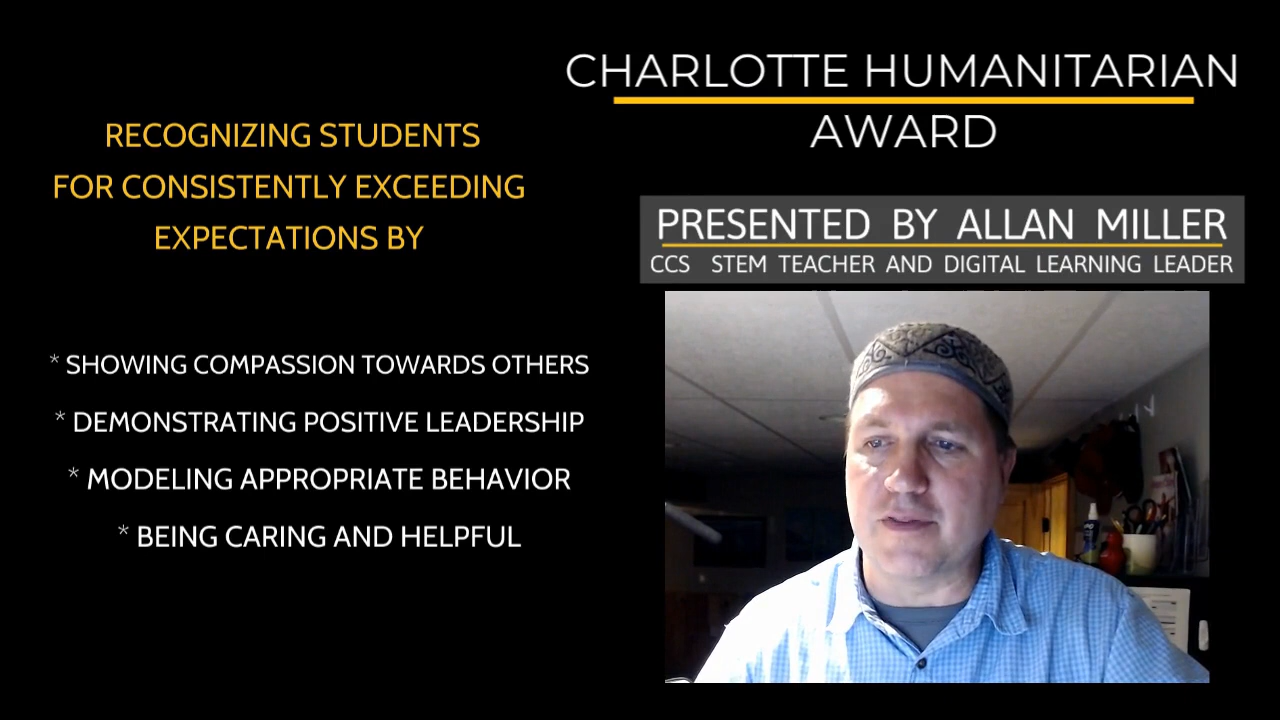 CHARLOTTE HUMANITARIAN
AWARD
RECOGNIZING STUDENTS
FOR CONSISTENTLY EXCEEDING
EXPECTATIONS BY
* SHOWING COMPASSION TOWARDS OTHERS
* DEMONSTRATING POSITIVE LEADERSHIP
* MODELING APPROPRIATE BEHAVIOR
* BEING CARING AND HELPFUL
PRESENTED BY ALLAN MILLER
CCS STEM TEACHER AND DIGITAL LEARNING LEADER